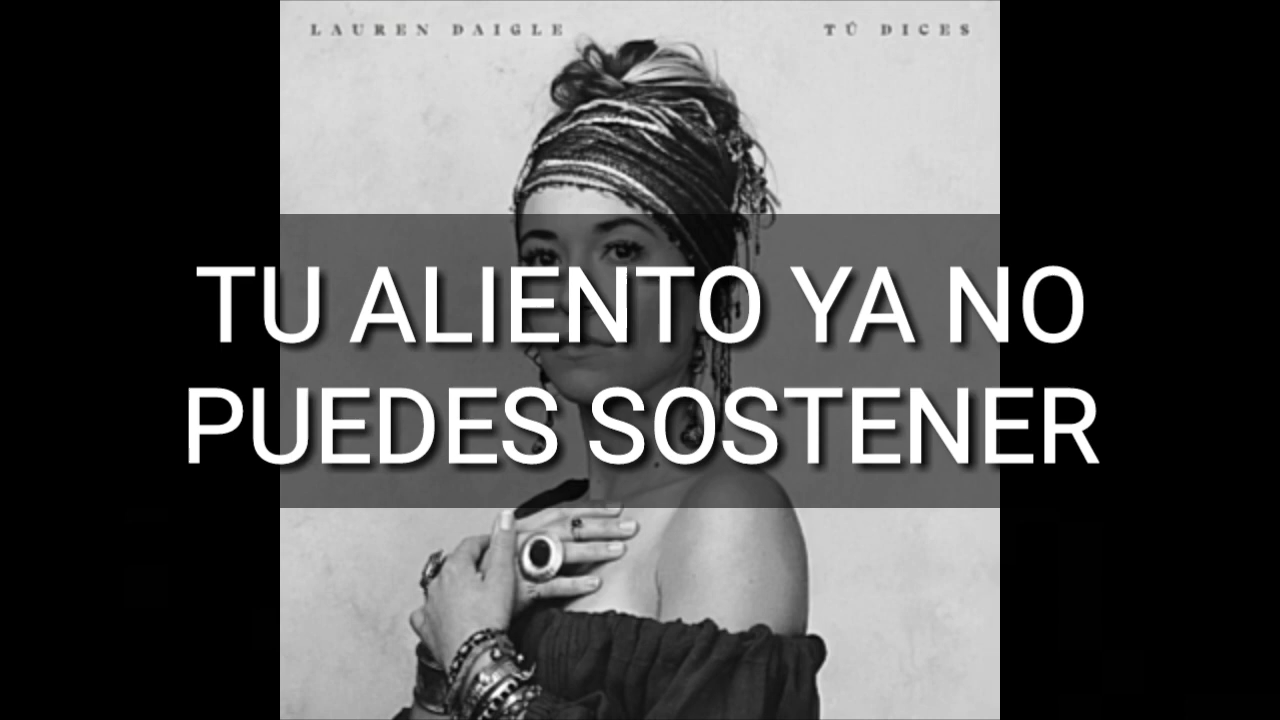 LAUREN DAIGLE TÚ DICES
TU ALIENTO YA NO
PUEDES SOSTENER